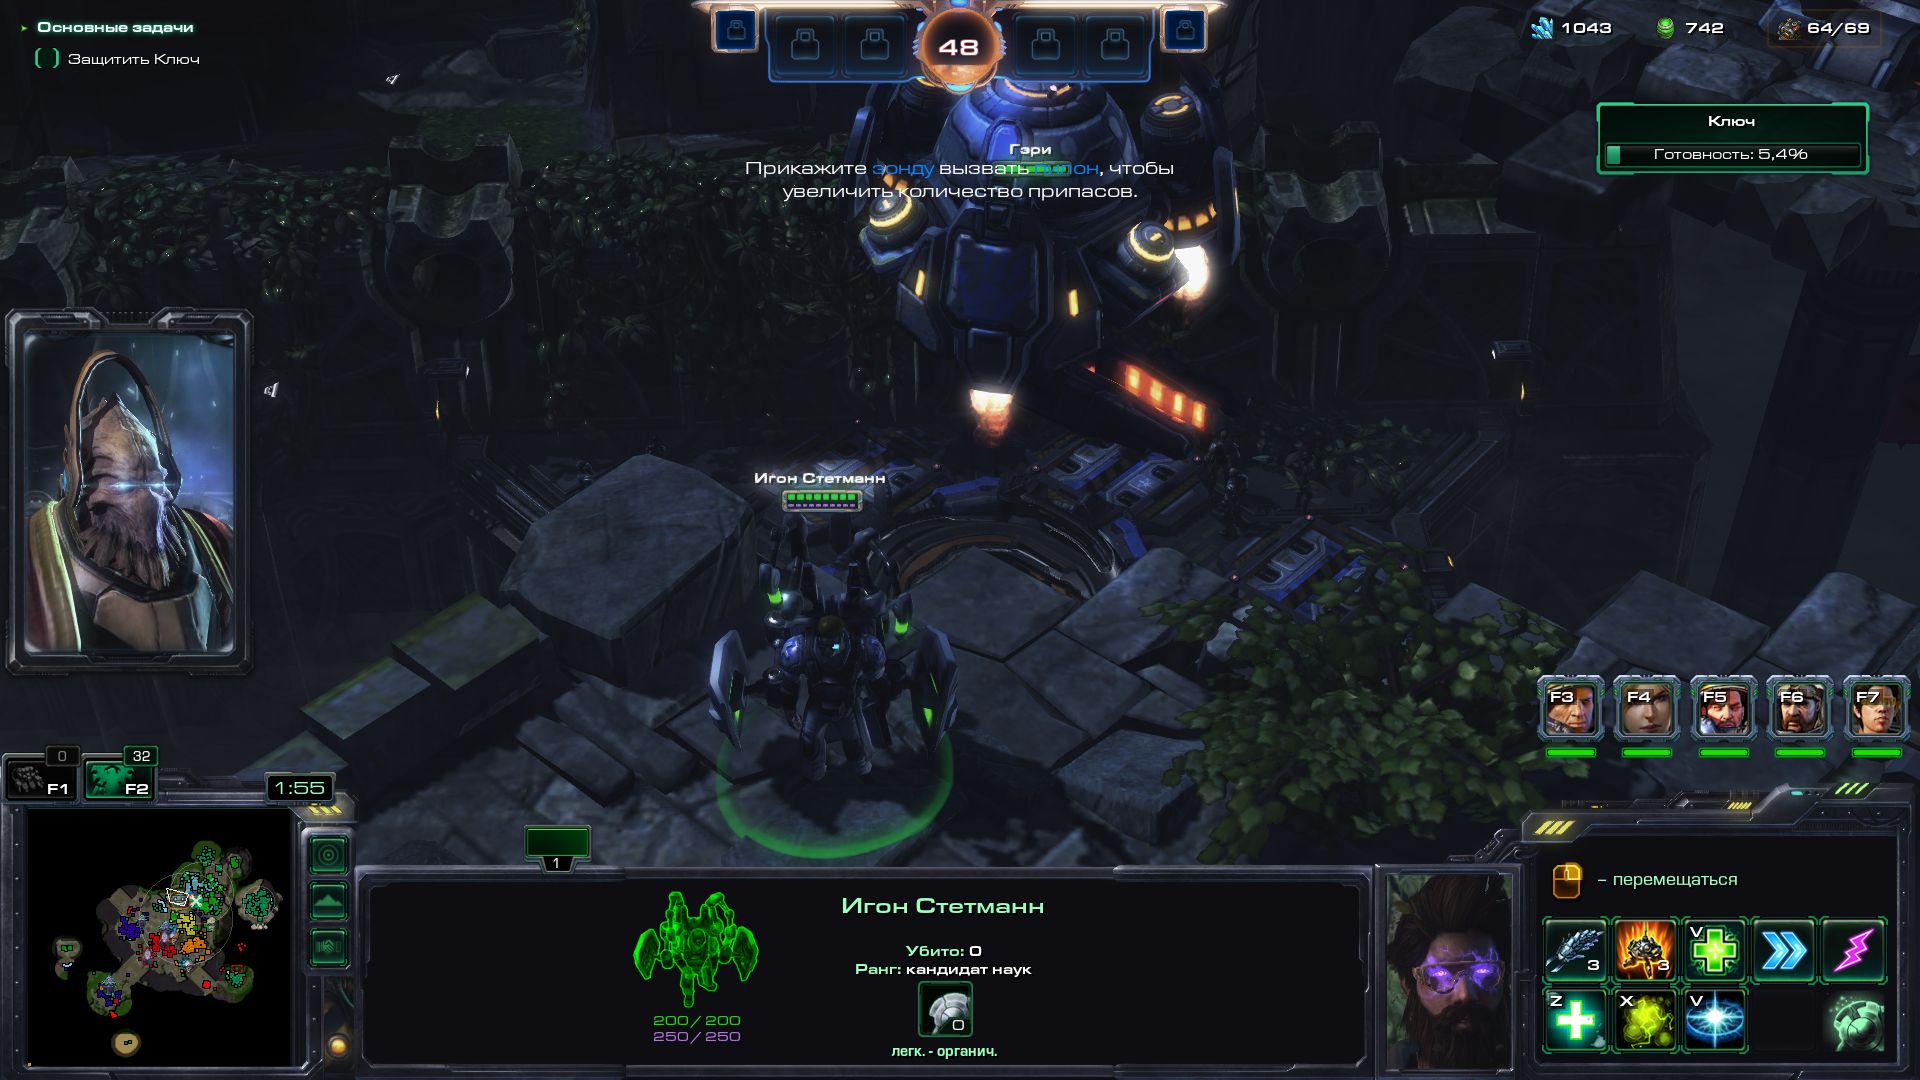 Основные задачи
Защитить Ключ
48
1043
742
64/69
Ключ
Готовность: 5,4%
Гэри
Прикажите зонду вызвать пилон, чтобы
увеличить количество припасов.
Игон Стетманн
F3
F4
F5
F6
F7
0
F1
32
F2
1:55
1
Игон Стетманн
Убито: 0
Ранг: кандидат наук
0
легк. - органич.
200/200
250/250
– перемещаться
3
3
V
Z
X
V